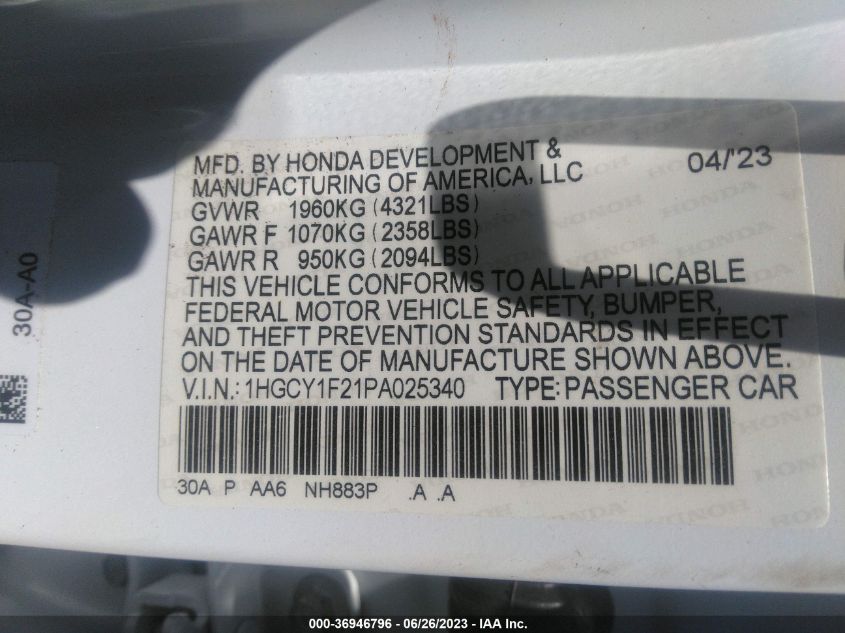 MFD. BY HONDA DEVELOPMENT &
MANUFACTURING OF AMERICA, LLC 04/'23
GVWR 1960KG (4321LBS)
GAWR F 1070KG (2358LBS)
GAWR R 950KG (2094LBS)
THIS VEHICLE CONFORMS TO ALL APPLICABLE
FEDERAL MOTOR VEHICLE SAFETY, BUMPER,
AND THEFT PREVENTION STANDARDS IN EFFECT
ON THE DATE OF MANUFACTURE SHOWN ABOVE.
V.I.N.: 1HGCY1F21PA025340 TYPE: PASSENGER CAR
30A P AA6 NH883P .A .A
30A-A0
HONDA
000-36946796 - 06/26/2023 - IAA Inc.